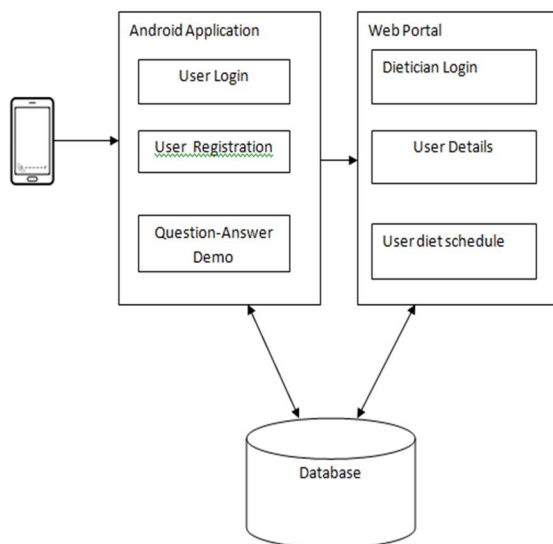 Android Application
User Login
User Registration
Question-Answer
Demo
Web Portal
Dietician Login
User Details
User diet schedule
Database